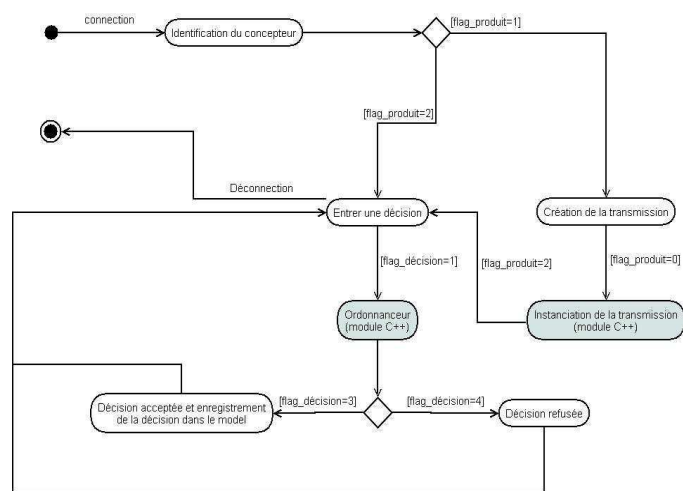 connection
Identification du concepteur
[flag_produit=1]
[flag_produit=2]
Déconnection
Entrer une décision
Création de la transmission
[flag_décision=1]
[flag_produit=2]
[flag_produit=0]
Ordonnanceur
(module C++)
Instanciation de la transmission
(module C++)
Décision acceptée et enregistrement
de la décision dans le model
[flag_décision=3]
[flag_décision=4]
Décision refusée